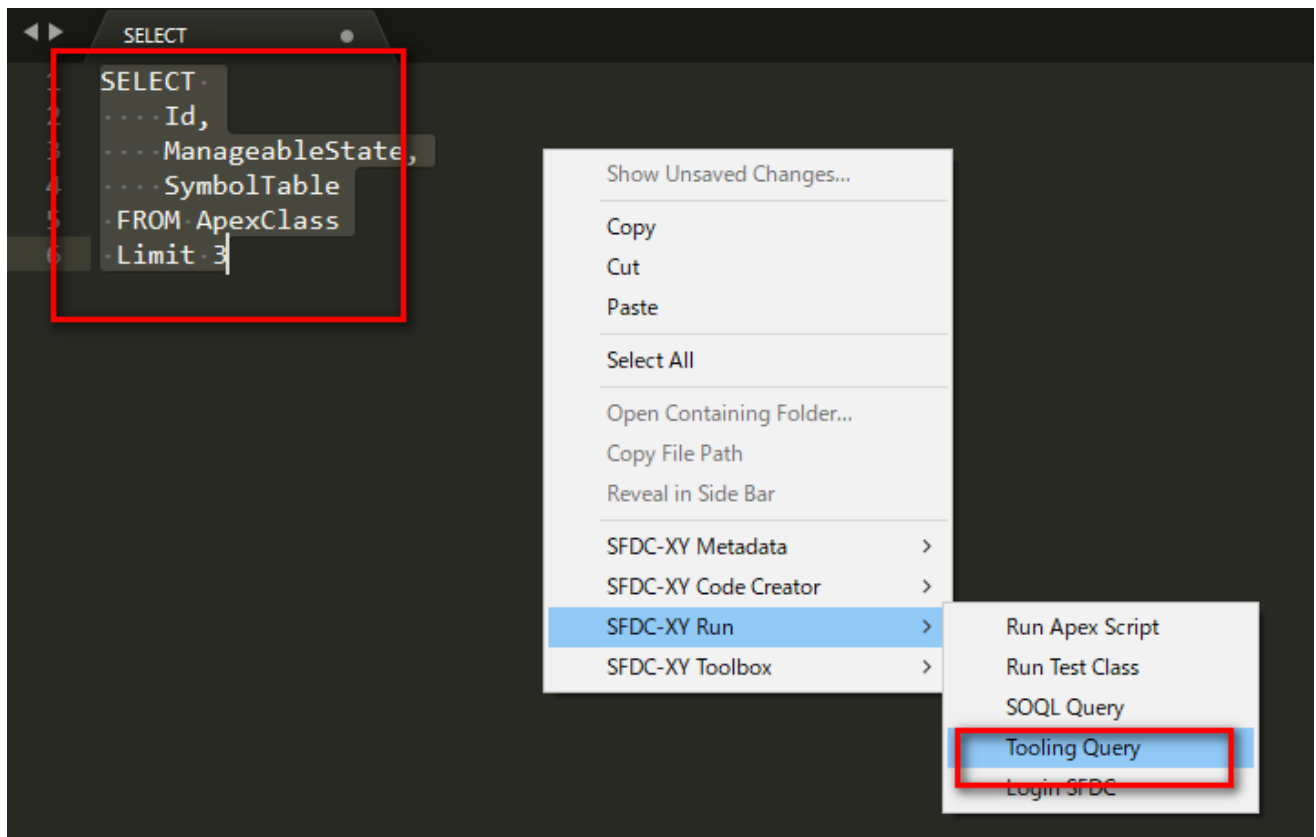 SELECT
1 SELECT
2 Id,
3 ManageableState,
4 SymbolTable
5 FROM ApexClass
6 Limit 3
Show Unsaved Changes...
Copy
Cut
Paste
Select All
Open Containing Folder...
Copy File Path
Reveal in Side Bar
SFDC-XY Metadata
SFDC-XY Code Creator
SFDC-XY Run
SFDC-XY Toolbox
Run Apex Script
Run Test Class
SOQL Query
Tooling Query
Login SFDC